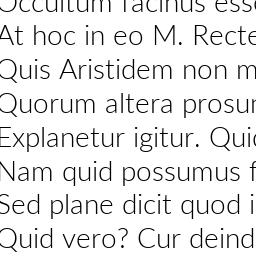 Occultum facinus esse
At hoc in eo M. Recte
Quis Aristidem non m
Quorum altera prosun
Explanetur igitur. Quid
Nam quid possumus f
Sed plane dicit quod i
Quid vero? Cur deind